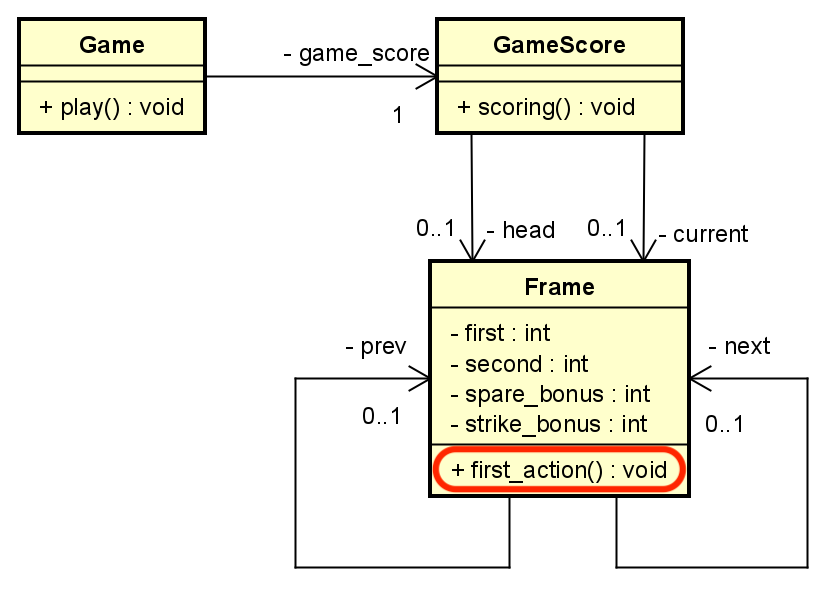 Game
+ play() : void
- game_score
1
GameScore
+ scoring() : void
0..1
- head
0..1
- current
Frame
- first : int
- second : int
- spare_bonus : int
- strike_bonus : int
+ first_action() : void
- prev
0..1
- next
0..1